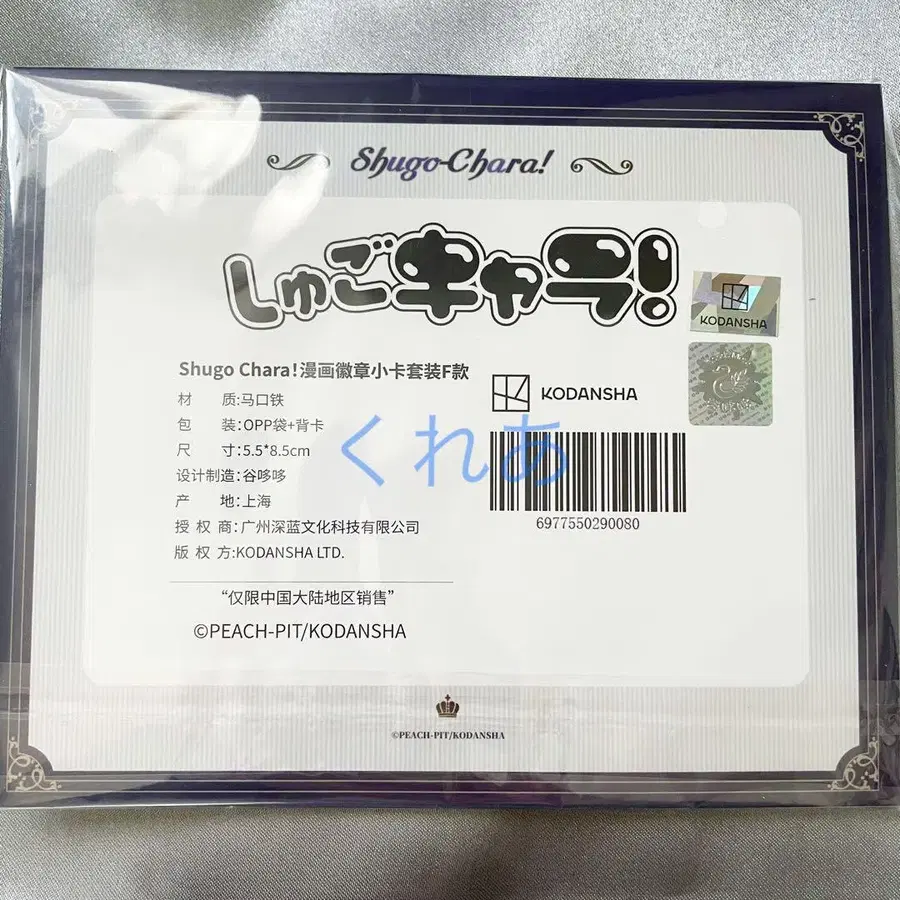 Shugo Chara!
しゅごキャラ!
KODANSHA
Shugo Chara!漫画徽章小卡套装F款
材 质:马口铁
包 装:OPP袋+背卡
尺 寸:5.5*8.5cm
设计制造:谷哆哆
产 地:上海
授 权 商:广州深蓝文化科技有限公司
版 权 方:KODANSHA LTD.
KODANSHA
くれあ
6977550290080
“仅限中国大陆地区销售”
©PEACH-PIT/KODANSHA
©PEACH-PIT/KODANSHA